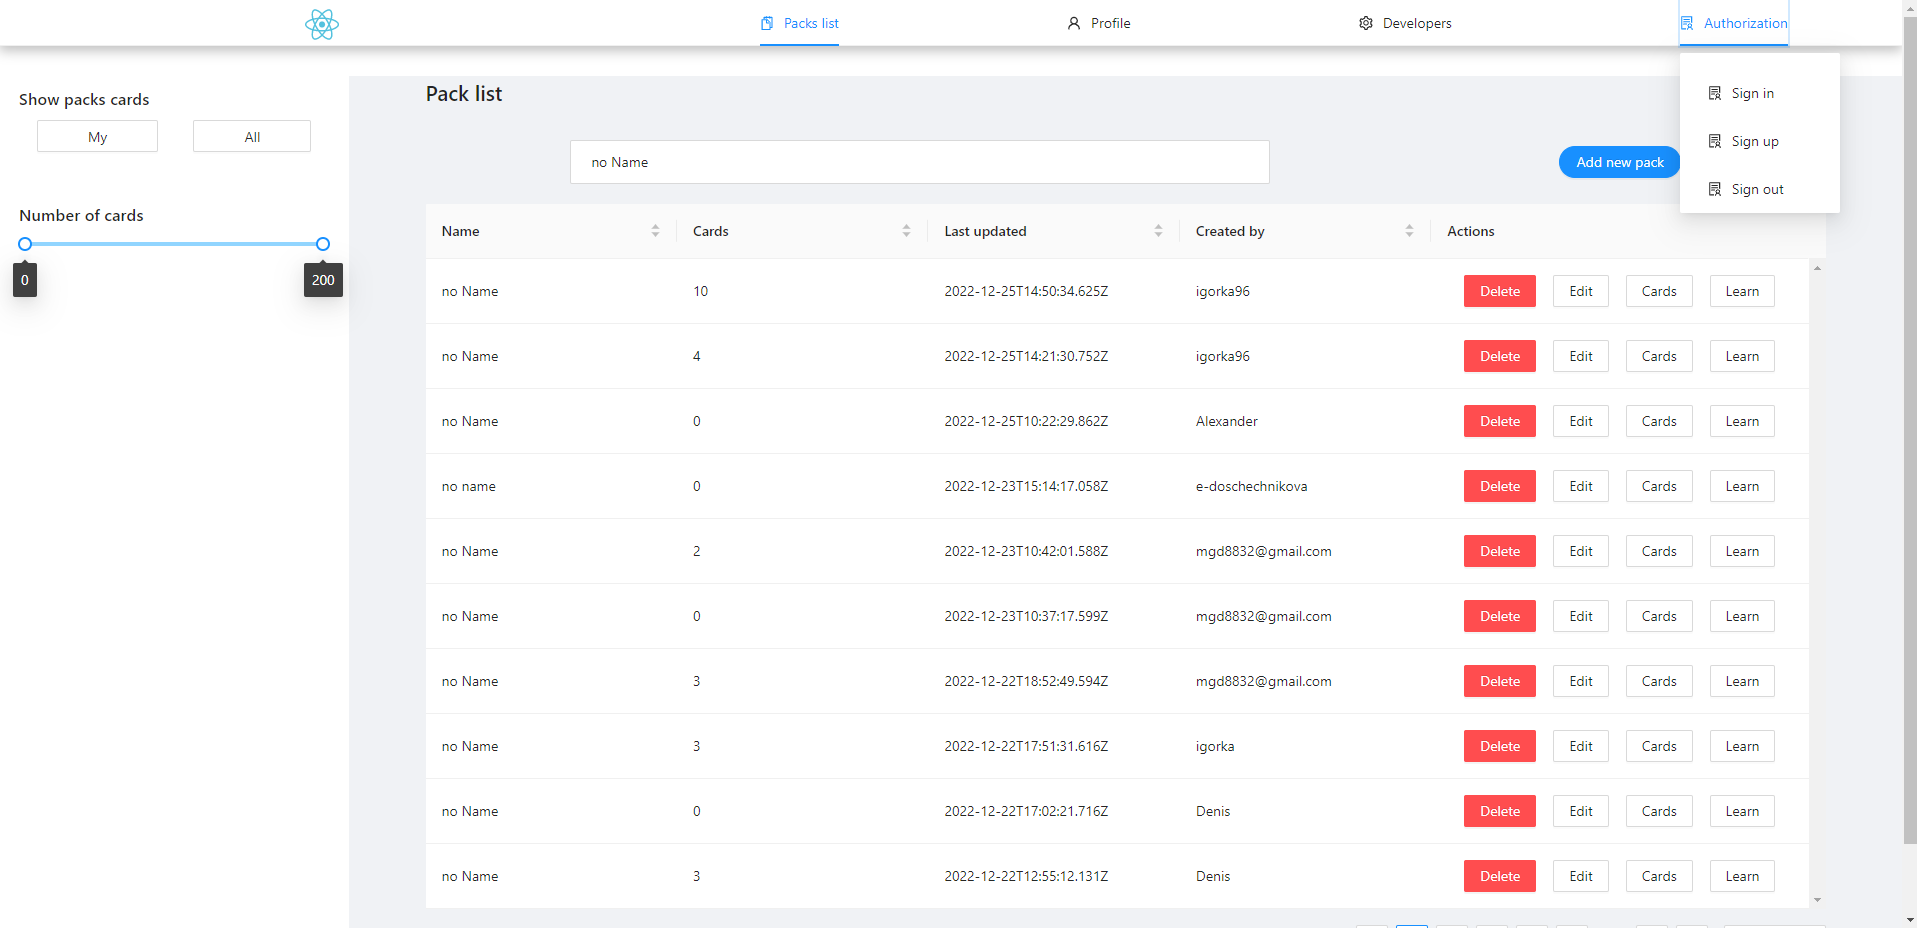 Packs list Profile Developers Authorization
Sign in
Sign up
Sign out
Show packs cards
My All
Number of cards
0 200
Pack list
no Name Add new pack
Name Cards Last updated Created by Actions
no Name 10 2022-12-25T14:50:34.625Z igorka96 Delete Edit Cards Learn
no Name 4 2022-12-25T14:21:30.752Z igorka96 Delete Edit Cards Learn
no Name 0 2022-12-25T10:22:29.862Z Alexander Delete Edit Cards Learn
no name 0 2022-12-23T15:14:17.058Z e-doschechnikova Delete Edit Cards Learn
no Name 2 2022-12-23T10:42:01.588Z mgd8832@gmail.com Delete Edit Cards Learn
no Name 0 2022-12-23T10:37:17.599Z mgd8832@gmail.com Delete Edit Cards Learn
no Name 3 2022-12-22T18:52:49.594Z mgd8832@gmail.com Delete Edit Cards Learn
no Name 3 2022-12-22T17:51:31.616Z igorka Delete Edit Cards Learn
no Name 0 2022-12-22T17:02:21.716Z Denis Delete Edit Cards Learn
no Name 3 2022-12-22T12:55:12.131Z Denis Delete Edit Cards Learn